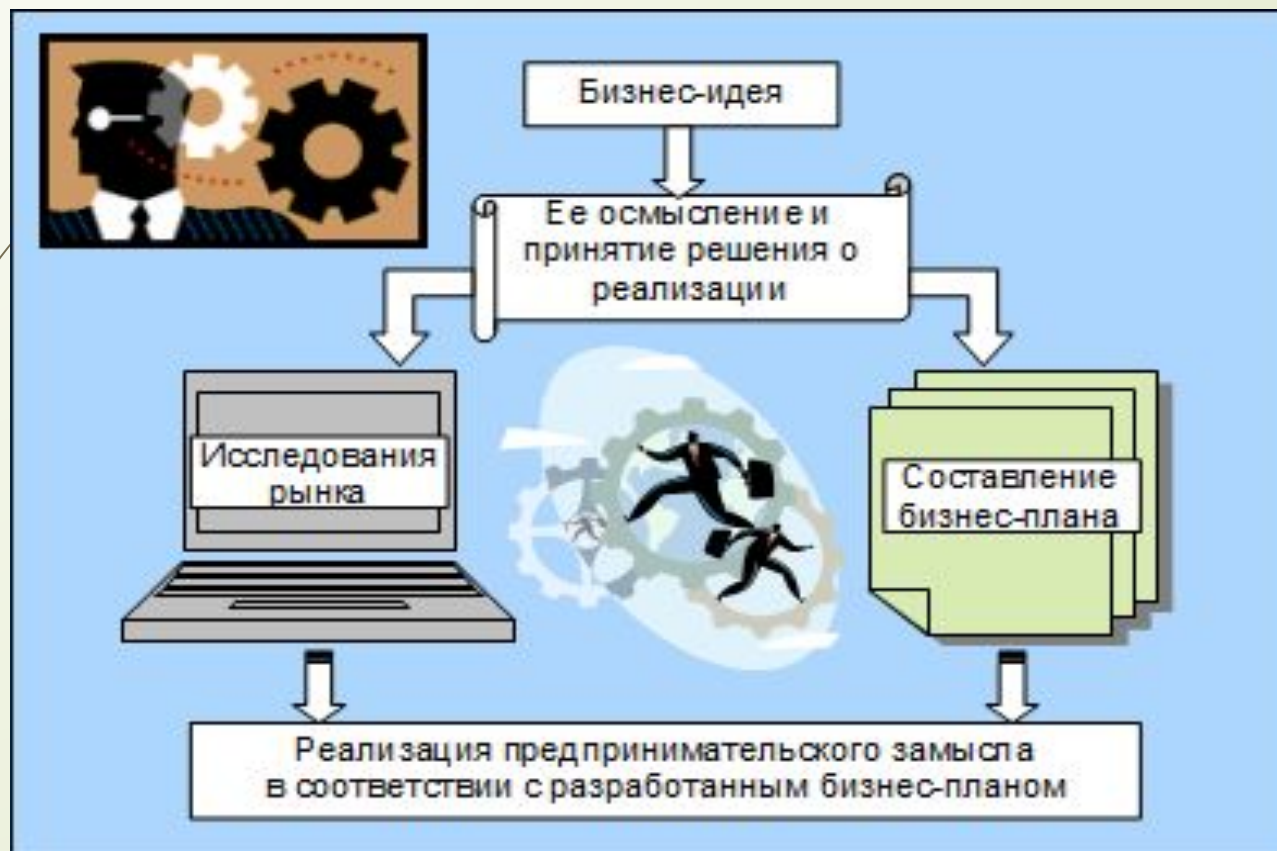 Бизнес-идея
Ее осмысление и
принятие решения о
реализации
Исследования
рынка
Составление
бизнес-плана
Реализация предпринимательского замысла
в соответствии с разработанным бизнес-планом